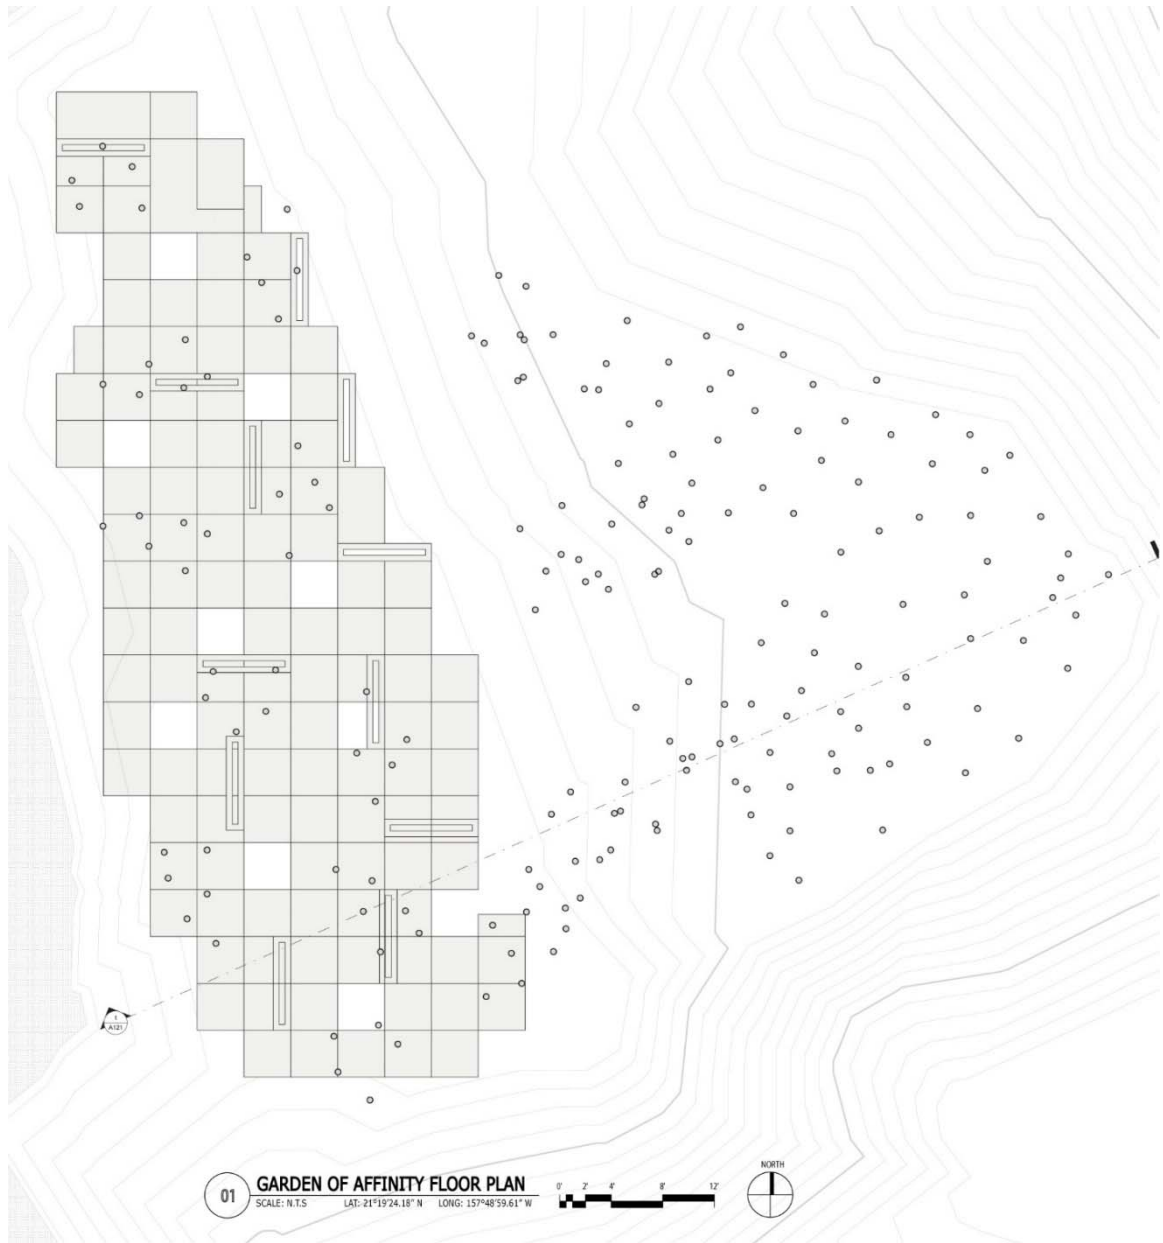 1
A121
NORTH
01
GARDEN OF AFFINITY FLOOR PLAN
SCALE: N.T.S LAT: 21°19'24.18" N LONG: 157°48'59.61" W
0' 2' 4' 8' 12'